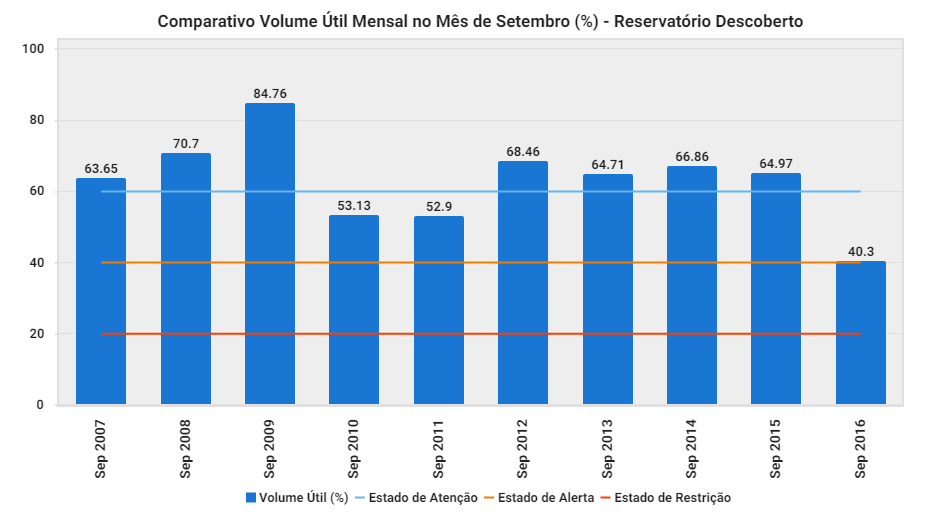 Comparativo Volume Útil Mensal no Mês de Setembro (%) - Reservatório Descoberto
100
80
60
40
20
0
63.65
70.7
84.76
53.13
52.9
68.46
64.71
66.86
64.97
40.3
Sep 2007
Sep 2008
Sep 2009
Sep 2010
Sep 2011
Sep 2012
Sep 2013
Sep 2014
Sep 2015
Sep 2016
Volume Útil (%) Estado de Atenção Estado de Alerta Estado de Restrição